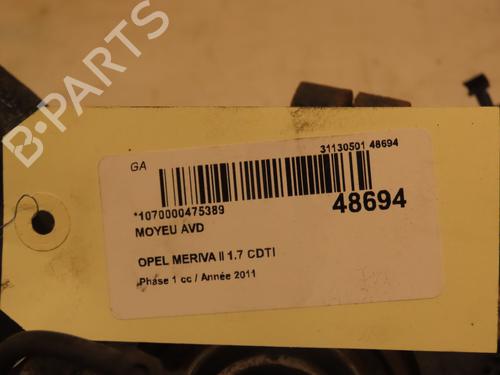 B-PARTS
GA
31130501 48694
*1070000475389
48694
MOYEU AVD
OPEL MERIVA II 1.7 CDTI
Phase 1 cc / Année 2011